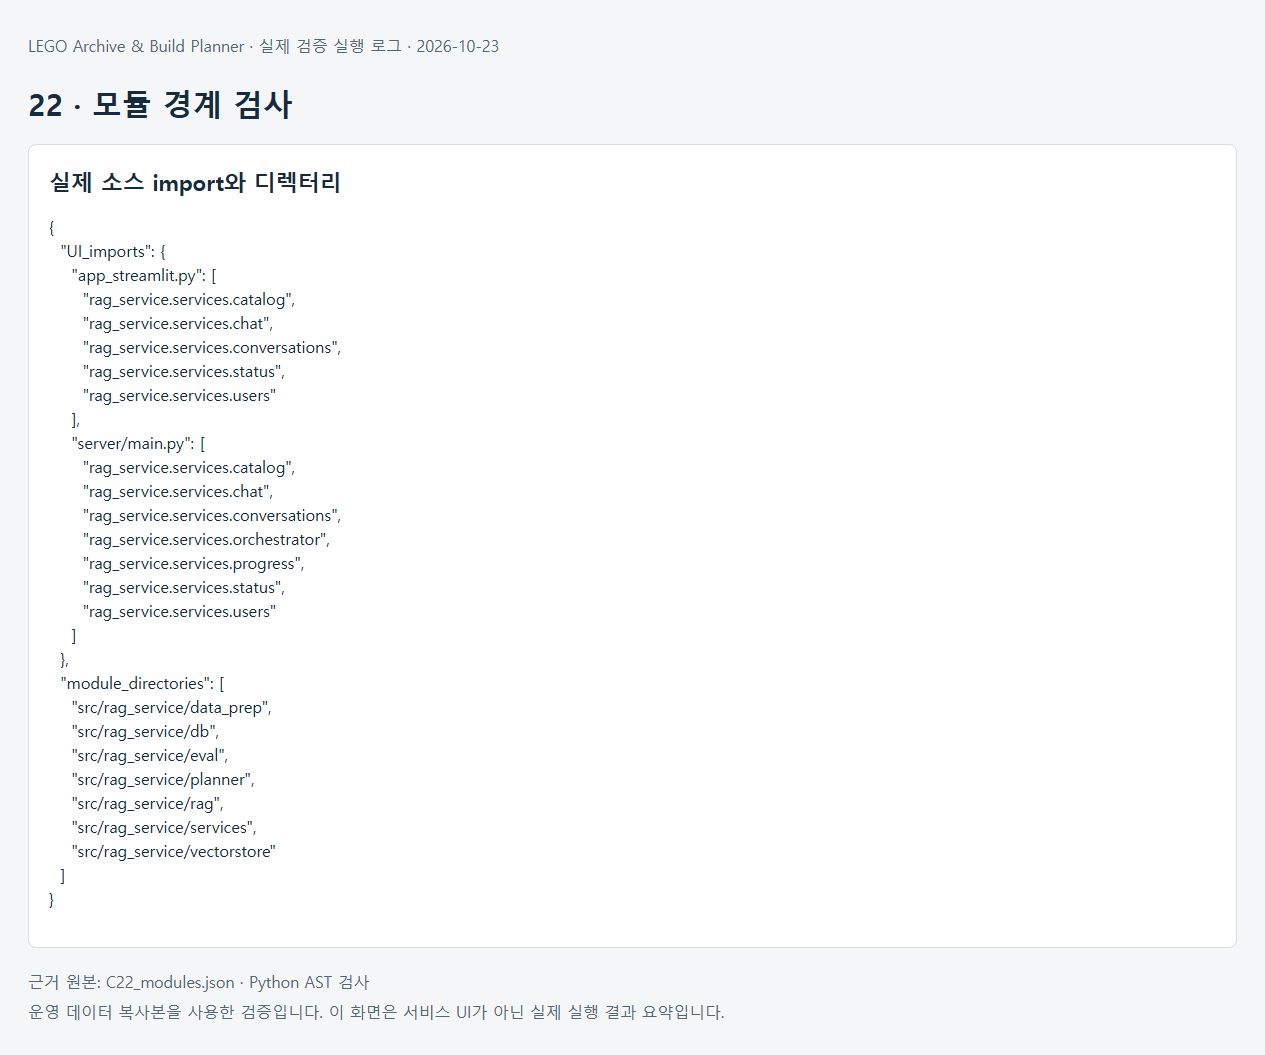 LEGO Archive & Build Planner · 실제 검증 실행 로그 · 2026-10-23
22 · 모듈 경계 검사
실제 소스 import와 디렉터리
{
"UI_imports": {
"app_streamlit.py": [
"rag_service.services.catalog",
"rag_service.services.chat",
"rag_service.services.conversations",
"rag_service.services.status",
"rag_service.services.users"
],
"server/main.py": [
"rag_service.services.catalog",
"rag_service.services.chat",
"rag_service.services.conversations",
"rag_service.services.orchestrator",
"rag_service.services.progress",
"rag_service.services.status",
"rag_service.services.users"
]
},
"module_directories": [
"src/rag_service/data_prep",
"src/rag_service/db",
"src/rag_service/eval",
"src/rag_service/planner",
"src/rag_service/rag",
"src/rag_service/services",
"src/rag_service/vectorstore"
]
}
근거 원본: C22_modules.json · Python AST 검사
운영 데이터 복사본을 사용한 검증입니다. 이 화면은 서비스 UI가 아닌 실제 실행 결과 요약입니다.